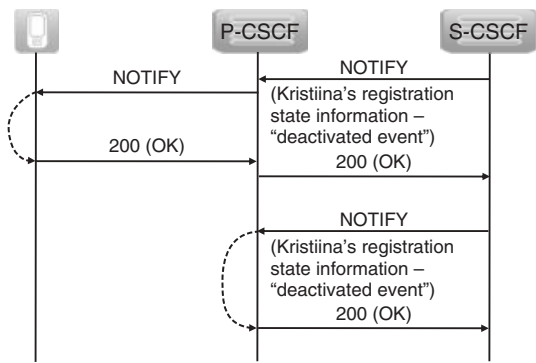 P-CSCF
S-CSCF
NOTIFY
NOTIFY
(Kristiina’s registration
state information –
“deactivated event”)
200 (OK)
200 (OK)
NOTIFY
(Kristiina’s registration
state information –
“deactivated event”)
200 (OK)